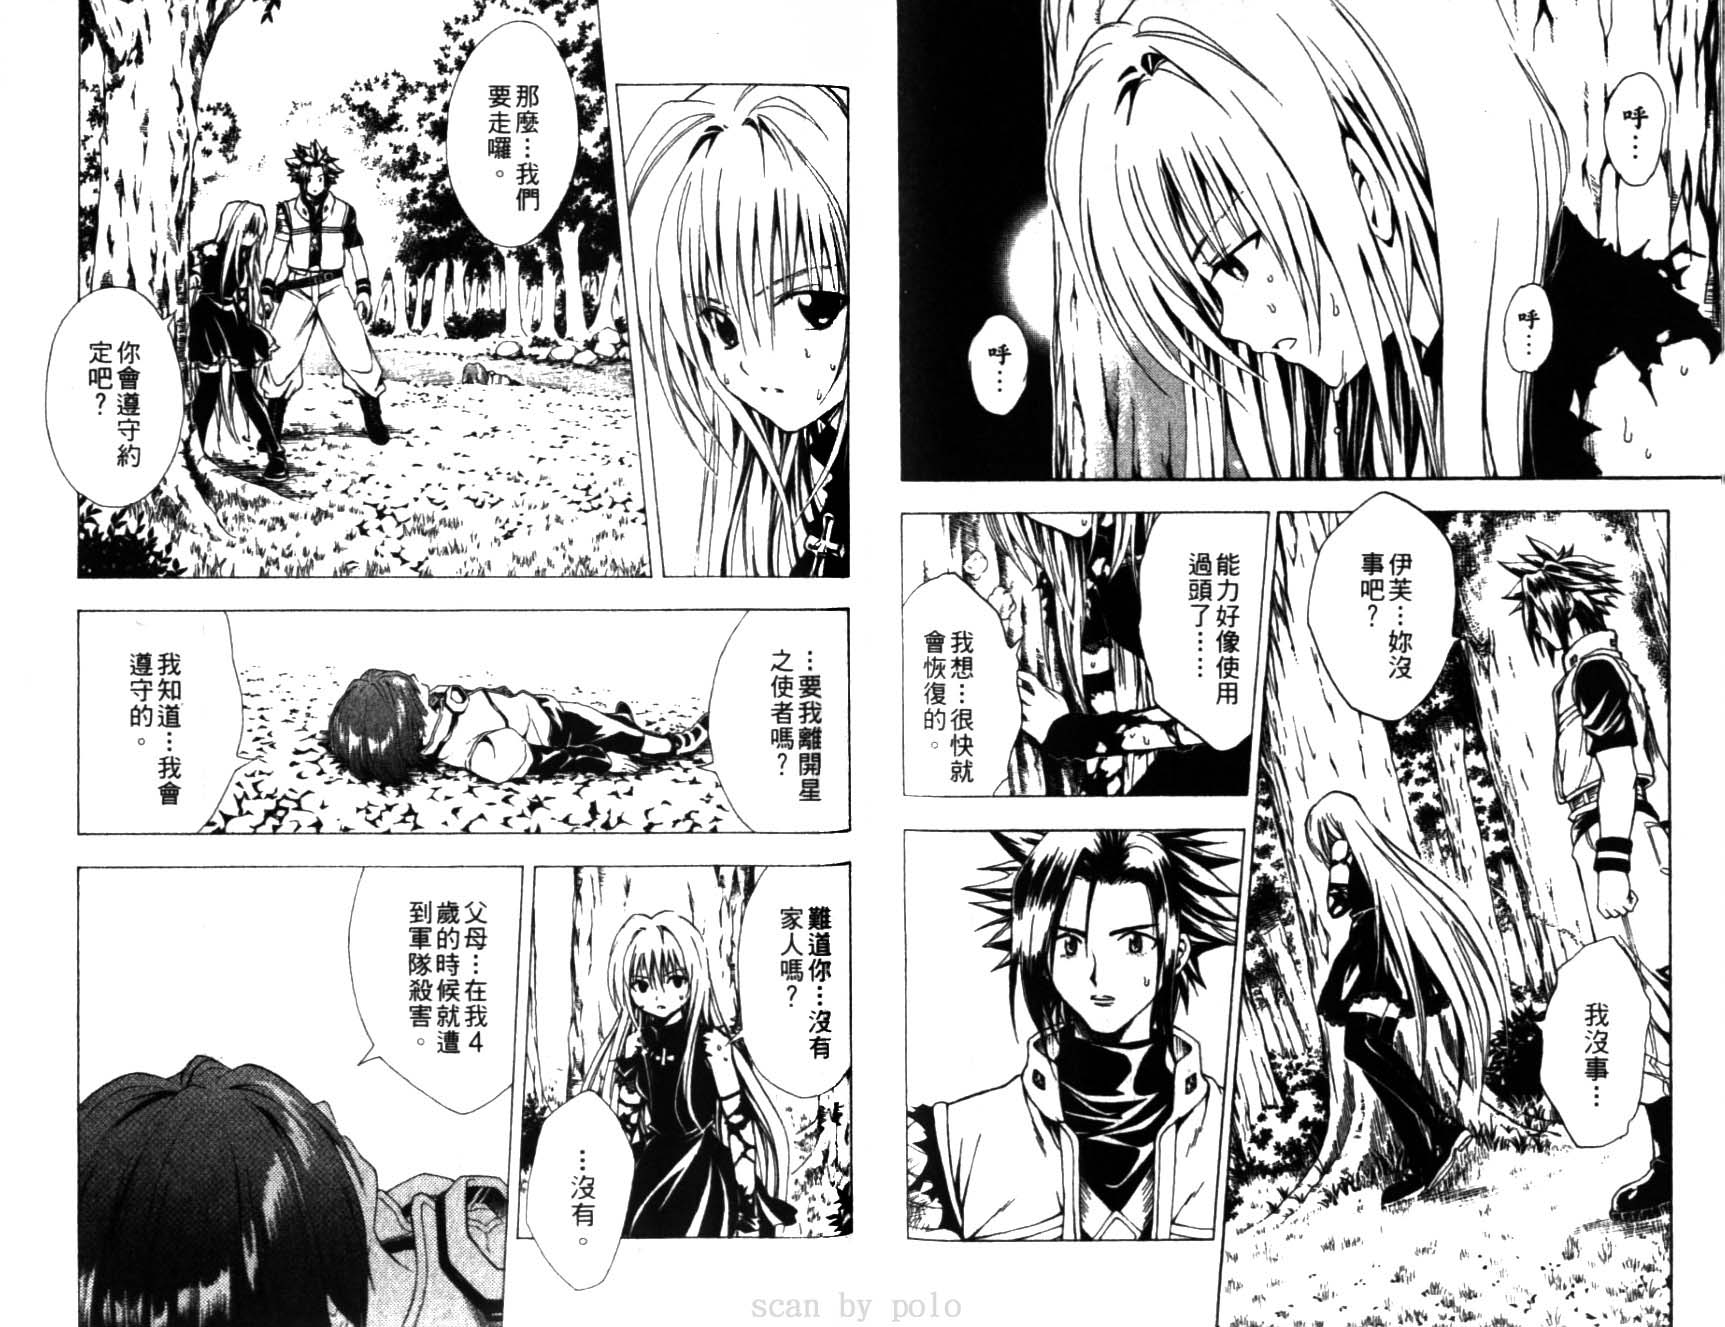 呼…
呼…
呼…
伊芙…妳沒
事吧?
我沒事…
能力好像使用
過頭了……
我想…很快就
會恢復的。
那麼…我們
要走囉。
你會遵守約
定吧?
…要我離開星
之使者嗎?
我知道…我會
遵守的。
難道你…沒有
家人嗎?
…沒有。
父母…在我4
歲的時候就遭
到軍隊殺害。
scan by polo